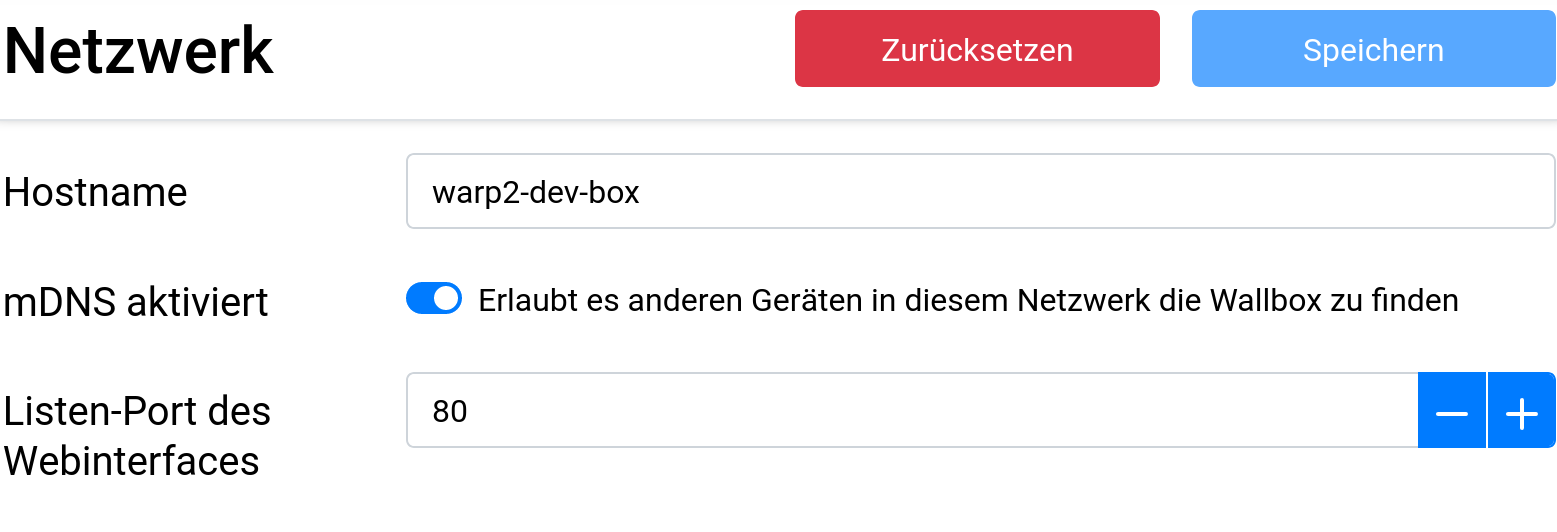 Netzwerk Zurücksetzen Speichern
Hostname warp2-dev-box
mDNS aktiviert Erlaubt es anderen Geräten in diesem Netzwerk die Wallbox zu finden
Listen-Port des 80
Webinterfaces